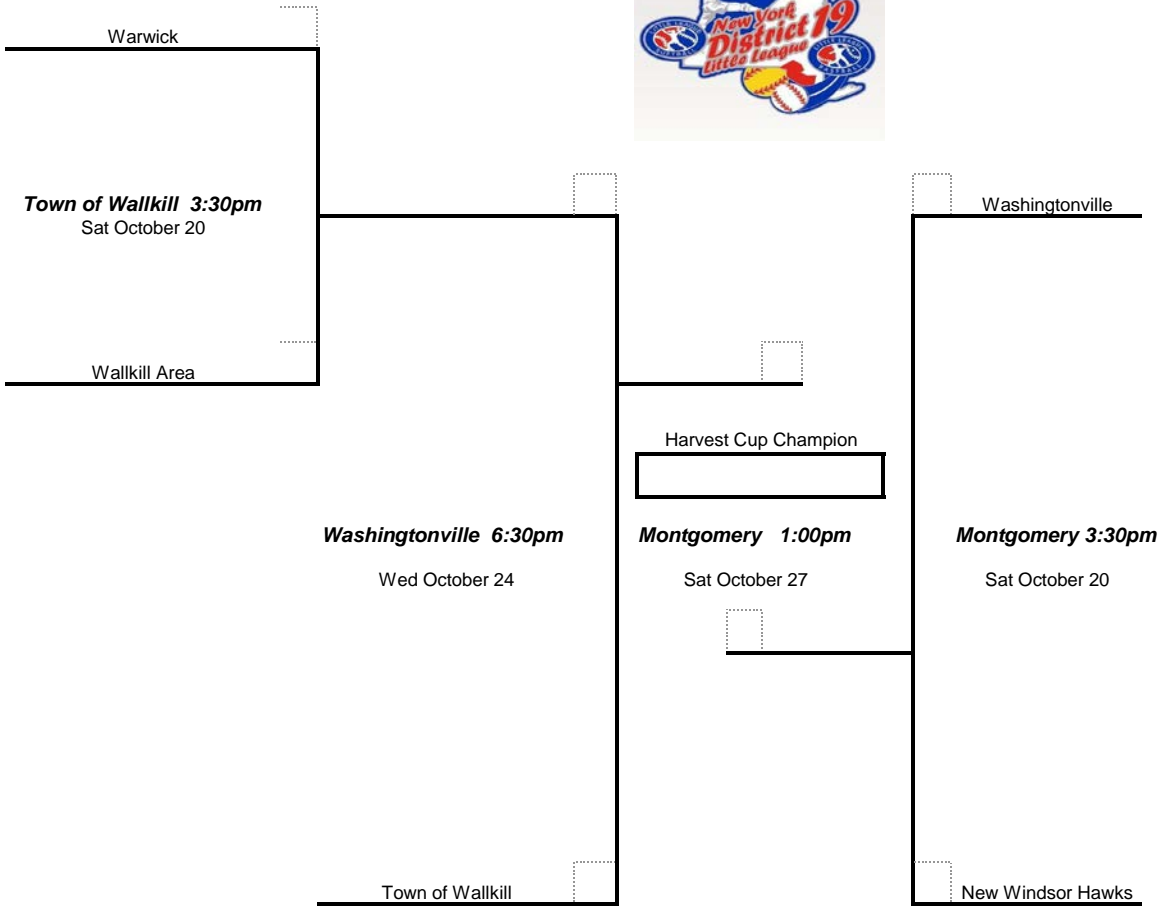 New York
District 19
Little League
Warwick
Town of Wallkill 3:30pm
Sat October 20
Washingtonville
Wallkill Area
Harvest Cup Champion
Washingtonville 6:30pm
Wed October 24
Montgomery 1:00pm
Sat October 27
Montgomery 3:30pm
Sat October 20
Town of Wallkill
New Windsor Hawks